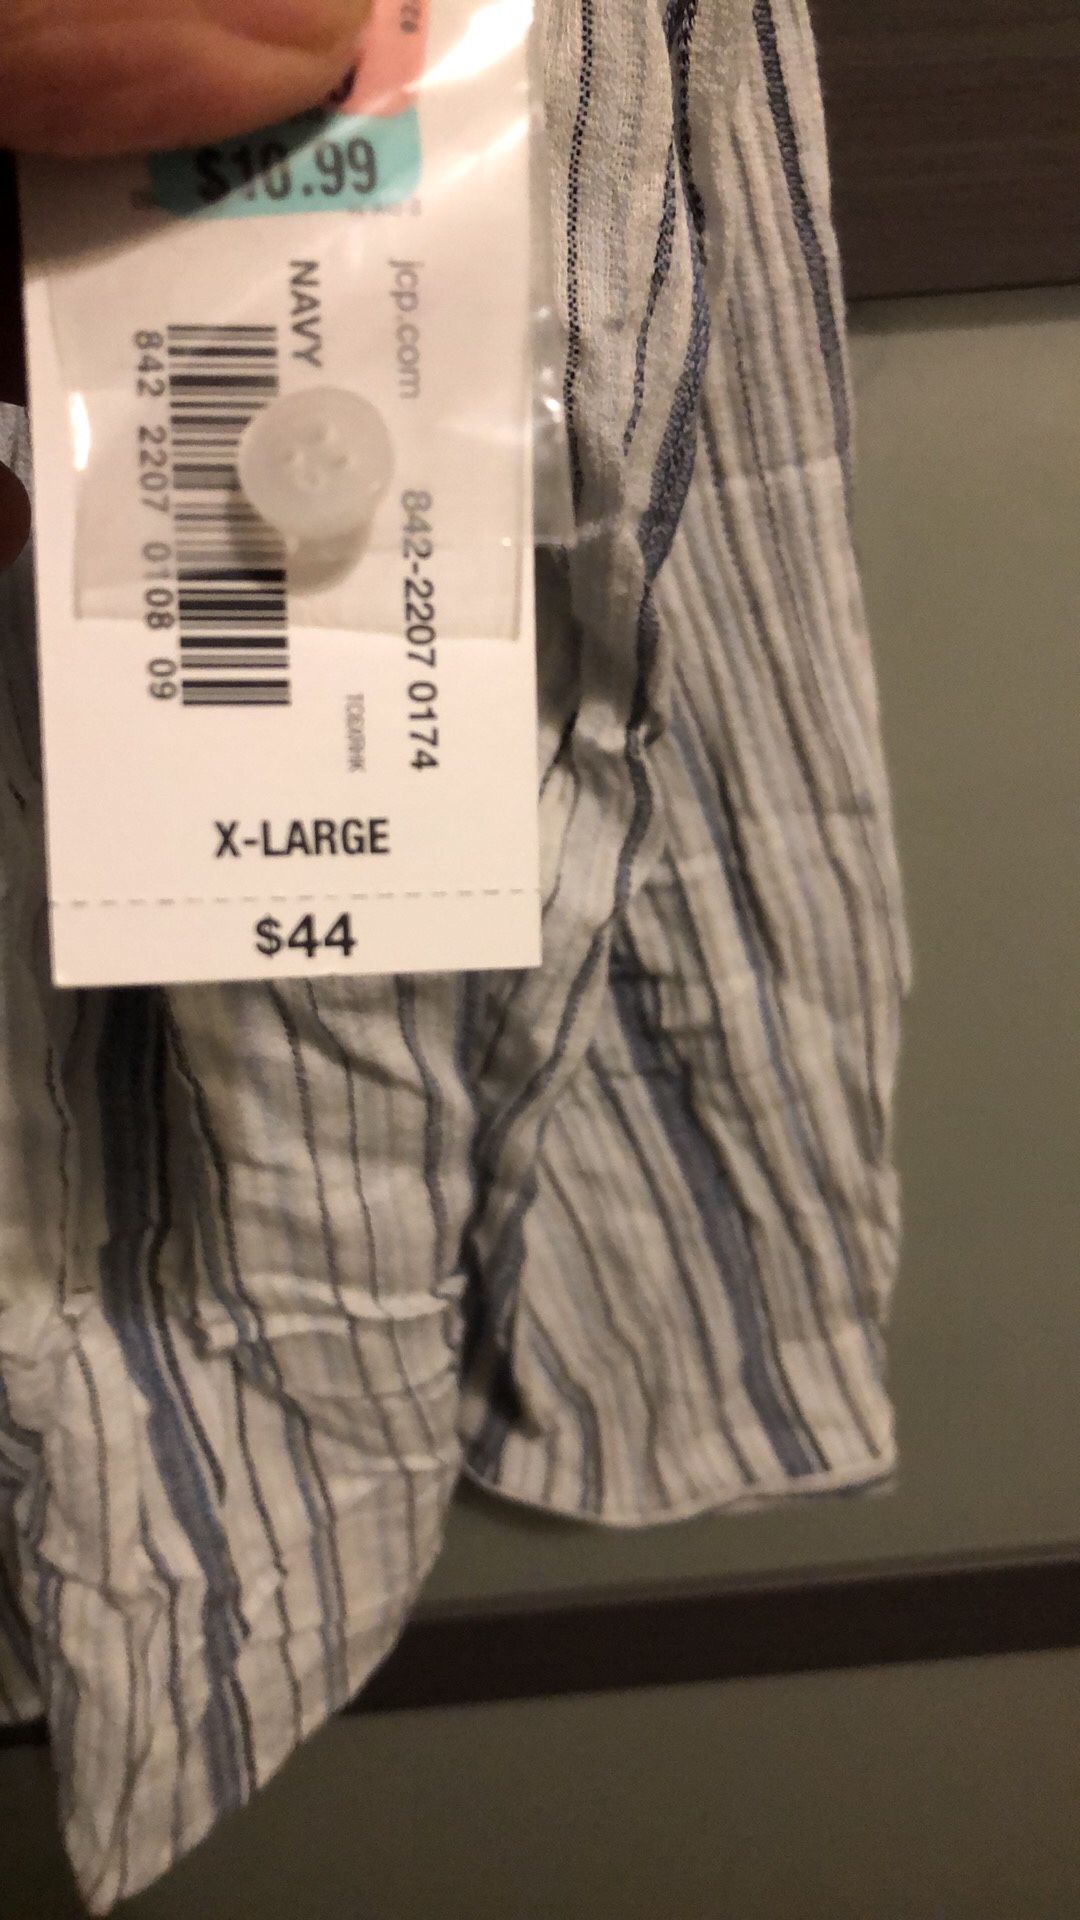 $10.99
jcp.com 842-2207 0174
NAVY
842 2207 0108 09
X-LARGE
$44